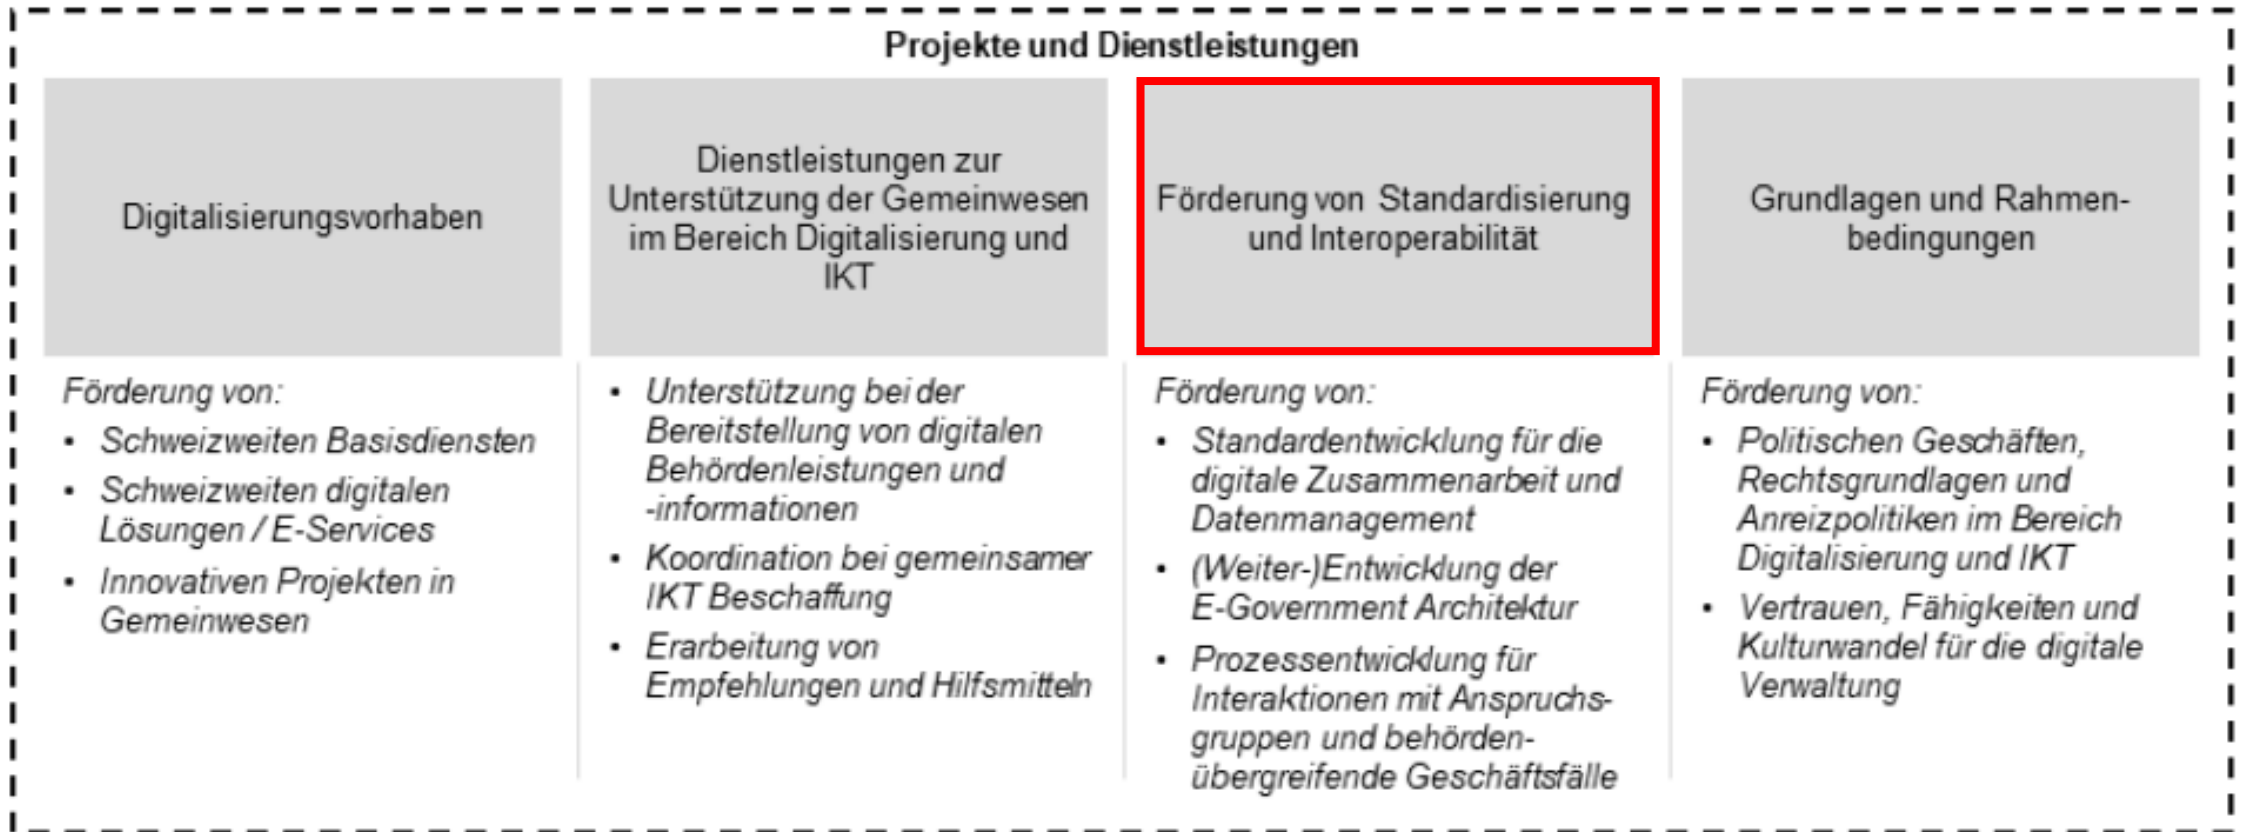 Projekte und Dienstleistungen
Digitalisierungsvorhaben
Dienstleistungen zur
Unterstützung der Gemeinwesen
im Bereich Digitalisierung und
IKT
Förderung von Standardisierung
und Interoperabilität
Grundlagen und Rahmen-
bedingungen
Förderung von:
• Schweizweiten Basisdiensten
• Schweizweiten digitalen
Lösungen / E-Services
• Innovativen Projekten in
Gemeinwesen
• Unterstützung bei der
Bereitstellung von digitalen
Behördenleistungen und
-informationen
• Koordination bei gemeinsamer
IKT Beschaffung
• Erarbeitung von
Empfehlungen und Hilfsmitteln
Förderung von:
• Standardentwicklung für die
digitale Zusammenarbeit und
Datenmanagement
• (Weiter-)Entwicklung der
E-Government Architektur
• Prozessentwicklung für
Interaktionen mit Anspruchs-
gruppen und behörden-
übergreifende Geschäftsfälle
Förderung von:
• Politischen Geschäften,
Rechtsgrundlagen und
Anreizpolitiken im Bereich
Digitalisierung und IKT
• Vertrauen, Fähigkeiten und
Kulturwandel für die digitale
Verwaltung